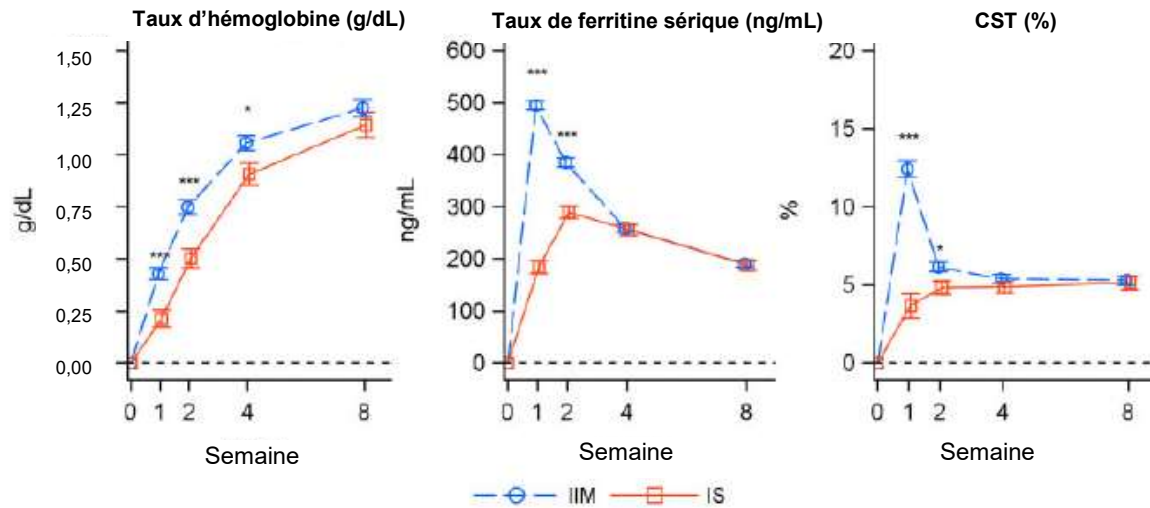 Taux d'hémoglobine (g/dL)
1,50
1,25
1,00
0,75
0,50
0,25
0,00
g/dL
***
***
*
0 1 2 4 8
Semaine
Taux de ferritine sérique (ng/mL)
600
500
400
300
200
100
0
ng/mL
***
***
0 1 2 4 8
Semaine
CST (%)
20
15
10
5
0
%
***
*
0 1 2 4 8
Semaine
IIM IS